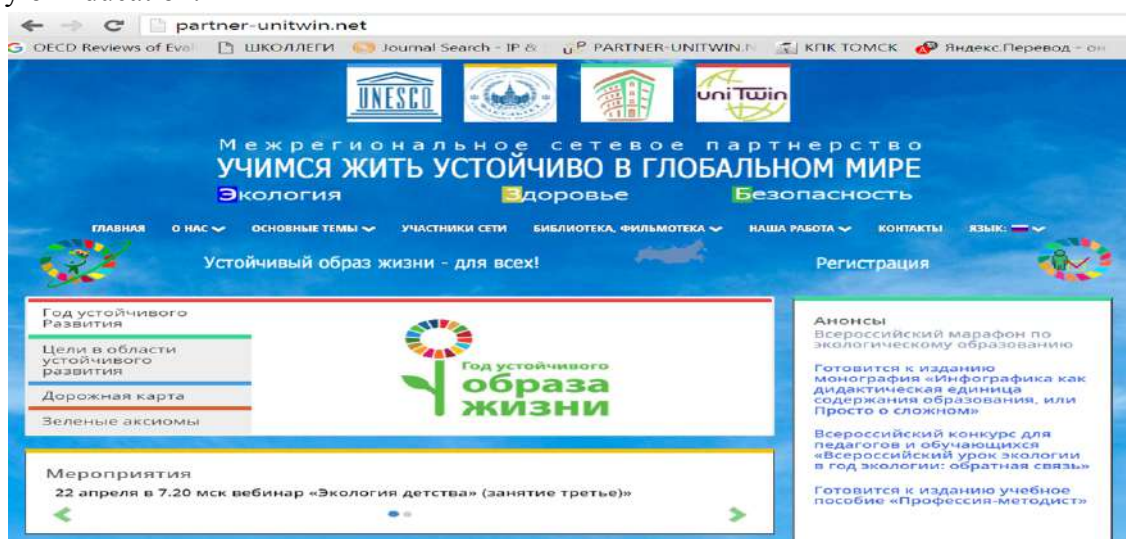 partner-unitwin.net
OECD Reviews of Eval
ШКОЛЛЕГИ
Journal Search - IP &
PARTNER-UNITWIN.N
КПК ТОМСК
Яндекс.Перевод - он
UNESCO
uniTwin
Межрегиональное сетевое партнерство
УЧИМСЯ ЖИТЬ УСТОЙЧИВО В ГЛОБАЛЬНОМ МИРЕ
Экология Здоровье Безопасность
ГЛАВНАЯ О НАС ОСНОВНЫЕ ТЕМЫ УЧАСТНИКИ СЕТИ БИБЛИОТЕКА, ФИЛЬМОТЕКА НАША РАБОТА КОНТАКТЫ ЯЗЫК:
Устойчивый образ жизни - для всех!
Регистрация
Год устойчивого
Развития
Цели в области
устойчивого
развития
Дорожная карта
Зеленые аксиомы
Год устойчивого
образа
жизни
Мероприятия
22 апреля в 7.20 мск вебинар «Экология детства» (занятие третье)»
Анонсы
Всероссийский марафон по
экологическому образованию
Готовится к изданию
монография «Инфографика как
дидактическая единица
содержания образования, или
Просто о сложном»
Всероссийский конкурс для
педагогов и обучающихся
«Всероссийский урок экологии
в год экологии: обратная связь»
Готовится к изданию учебное
пособие «Профессия-методист»